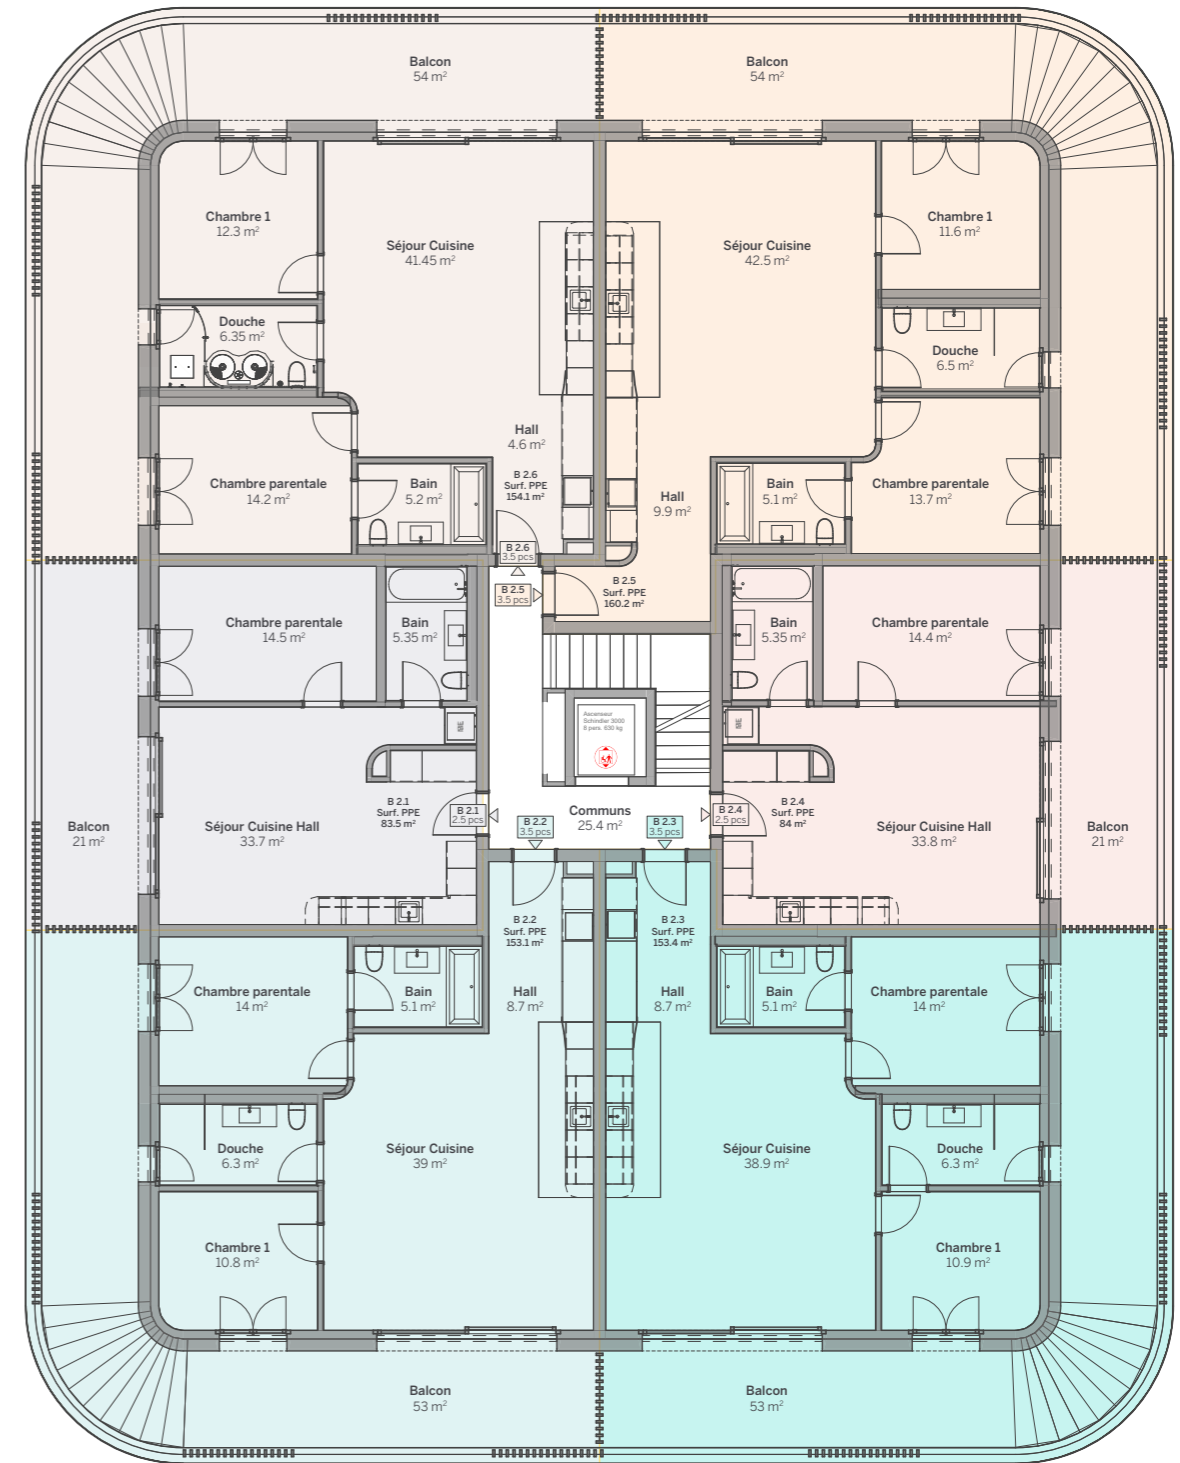 Balcon
54 m²
Balcon
54 m²
Chambre 1
12.3 m²
Séjour Cuisine
41.45 m²
Séjour Cuisine
42.5 m²
Chambre 1
11.6 m²
Douche
6.35 m²
Douche
6.5 m²
Hall
4.6 m²
B 2.6
Surf. PPE
154.1 m²
Chambre parentale
14.2 m²
Bain
5.2 m²
Hall
9.9 m²
Bain
5.1 m²
Chambre parentale
13.7 m²
B 2.6
3.5 pcs
B 2.5
3.5 pcs
B 2.5
Surf. PPE
160.2 m²
Chambre parentale
14.5 m²
Bain
5.35 m²
Bain
5.35 m²
Chambre parentale
14.4 m²
Ascenseur
Schindler 3000
8 pers. 630 kg
Balcon
21 m²
Séjour Cuisine Hall
33.7 m²
B 2.1
Surf. PPE
83.5 m²
B 2.1
2.5 pcs
B 2.2
3.5 pcs
Communs
25.4 m²
B 2.3
3.5 pcs
B 2.4
2.5 pcs
B 2.4
Surf. PPE
84 m²
Séjour Cuisine Hall
33.8 m²
Balcon
21 m²
B 2.2
Surf. PPE
153.1 m²
B 2.3
Surf. PPE
153.4 m²
Chambre parentale
14 m²
Bain
5.1 m²
Hall
8.7 m²
Hall
8.7 m²
Bain
5.1 m²
Chambre parentale
14 m²
Douche
6.3 m²
Séjour Cuisine
39 m²
Séjour Cuisine
38.9 m²
Douche
6.3 m²
Chambre 1
10.8 m²
Chambre 1
10.9 m²
Balcon
53 m²
Balcon
53 m²